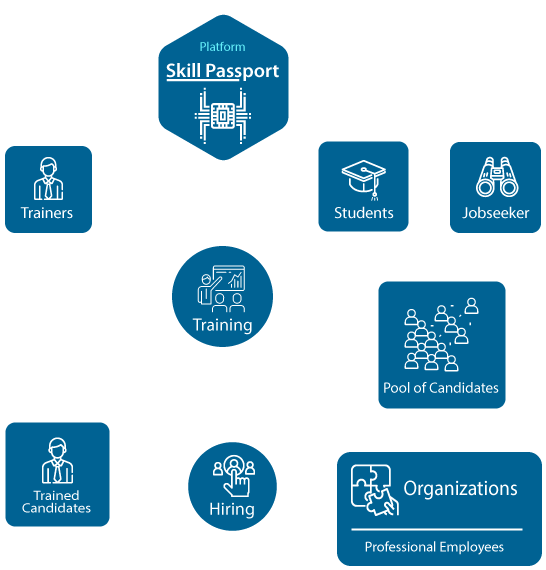 Platform
Skill Passport
Trainers
Students
Jobseeker
Training
Pool of Candidates
Trained
Candidates
Hiring
Organizations
Professional Employees